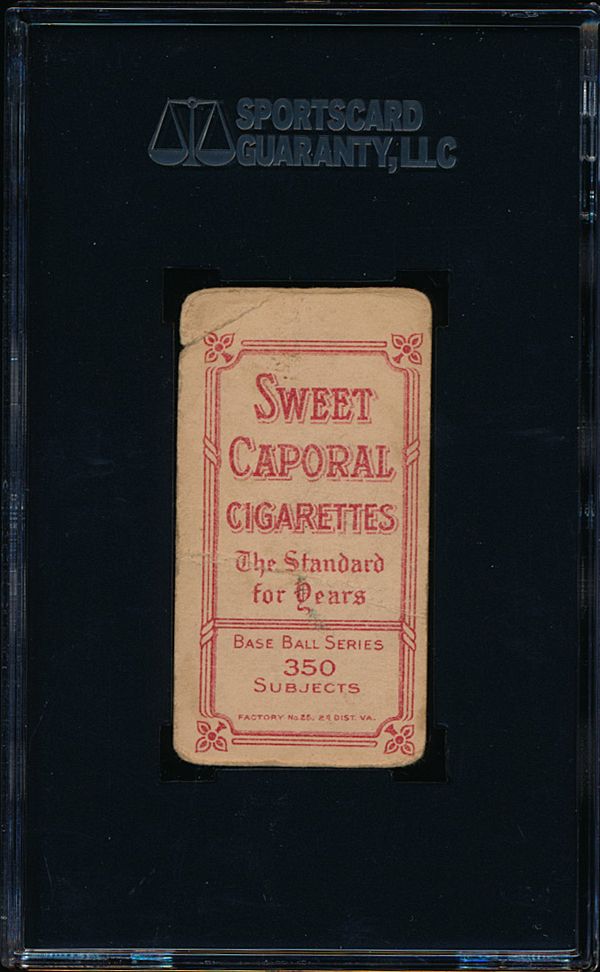 SPORTSCARD
GUARANTY, LLC
SWEET
CAPORAL
CIGARETTES
The Standard
for Years
BASE BALL SERIES
350
SUBJECTS
FACTORY No. 25, 2D DIST. VA.